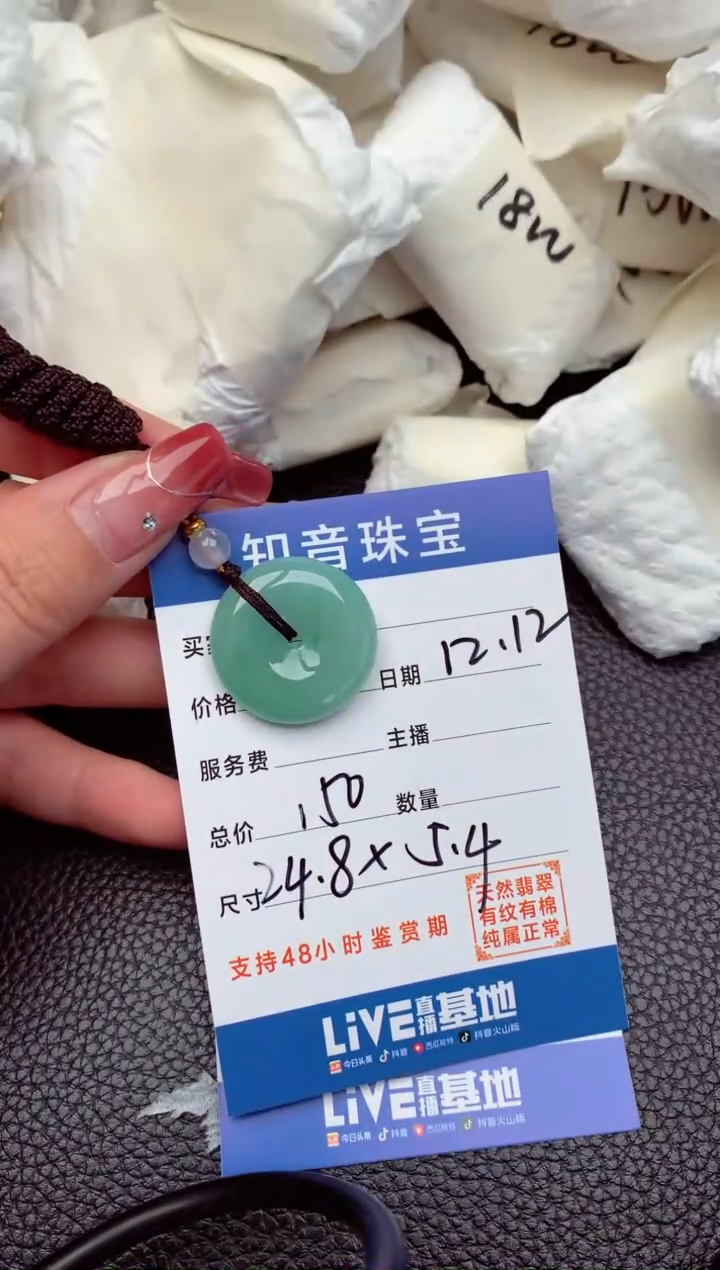 18W
知音珠宝
买
日期 12.12
价格
服务费 主播
总价 150 数量
尺寸 24.8×5.4
天然翡翠
有纹有棉
纯属正常
支持48小时鉴赏期
LiVE直播基地
今日头条 抖音 西瓜视频 抖音火山版
LiVE直播基地
今日头条 抖音 西瓜视频 抖音火山版